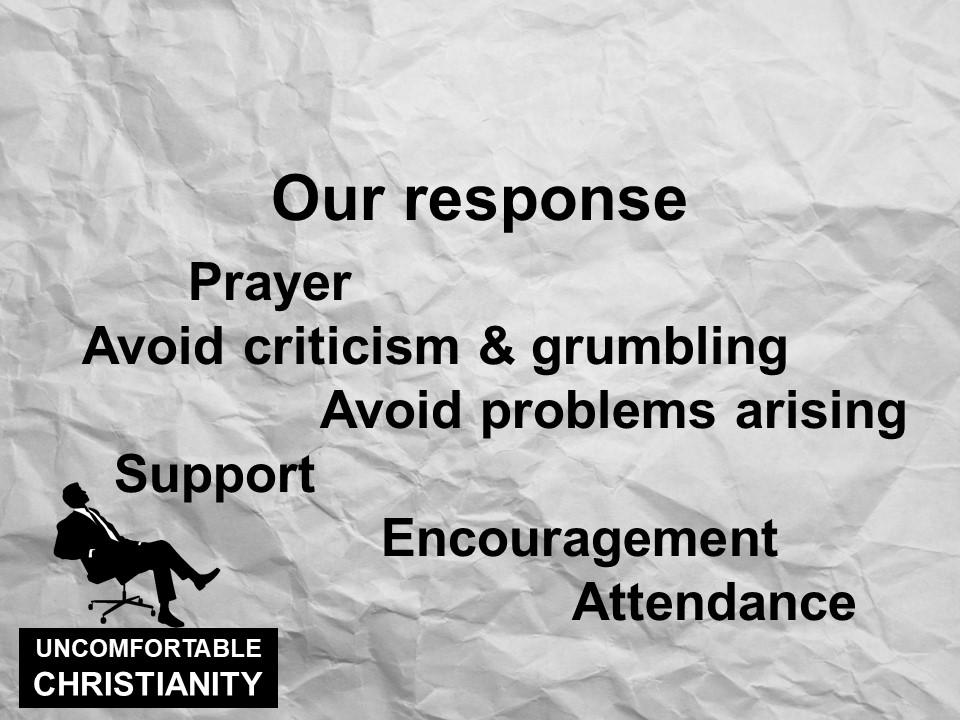 Our response
Prayer
Avoid criticism & grumbling
Avoid problems arising
Support
Encouragement
Attendance
UNCOMFORTABLE
CHRISTIANITY